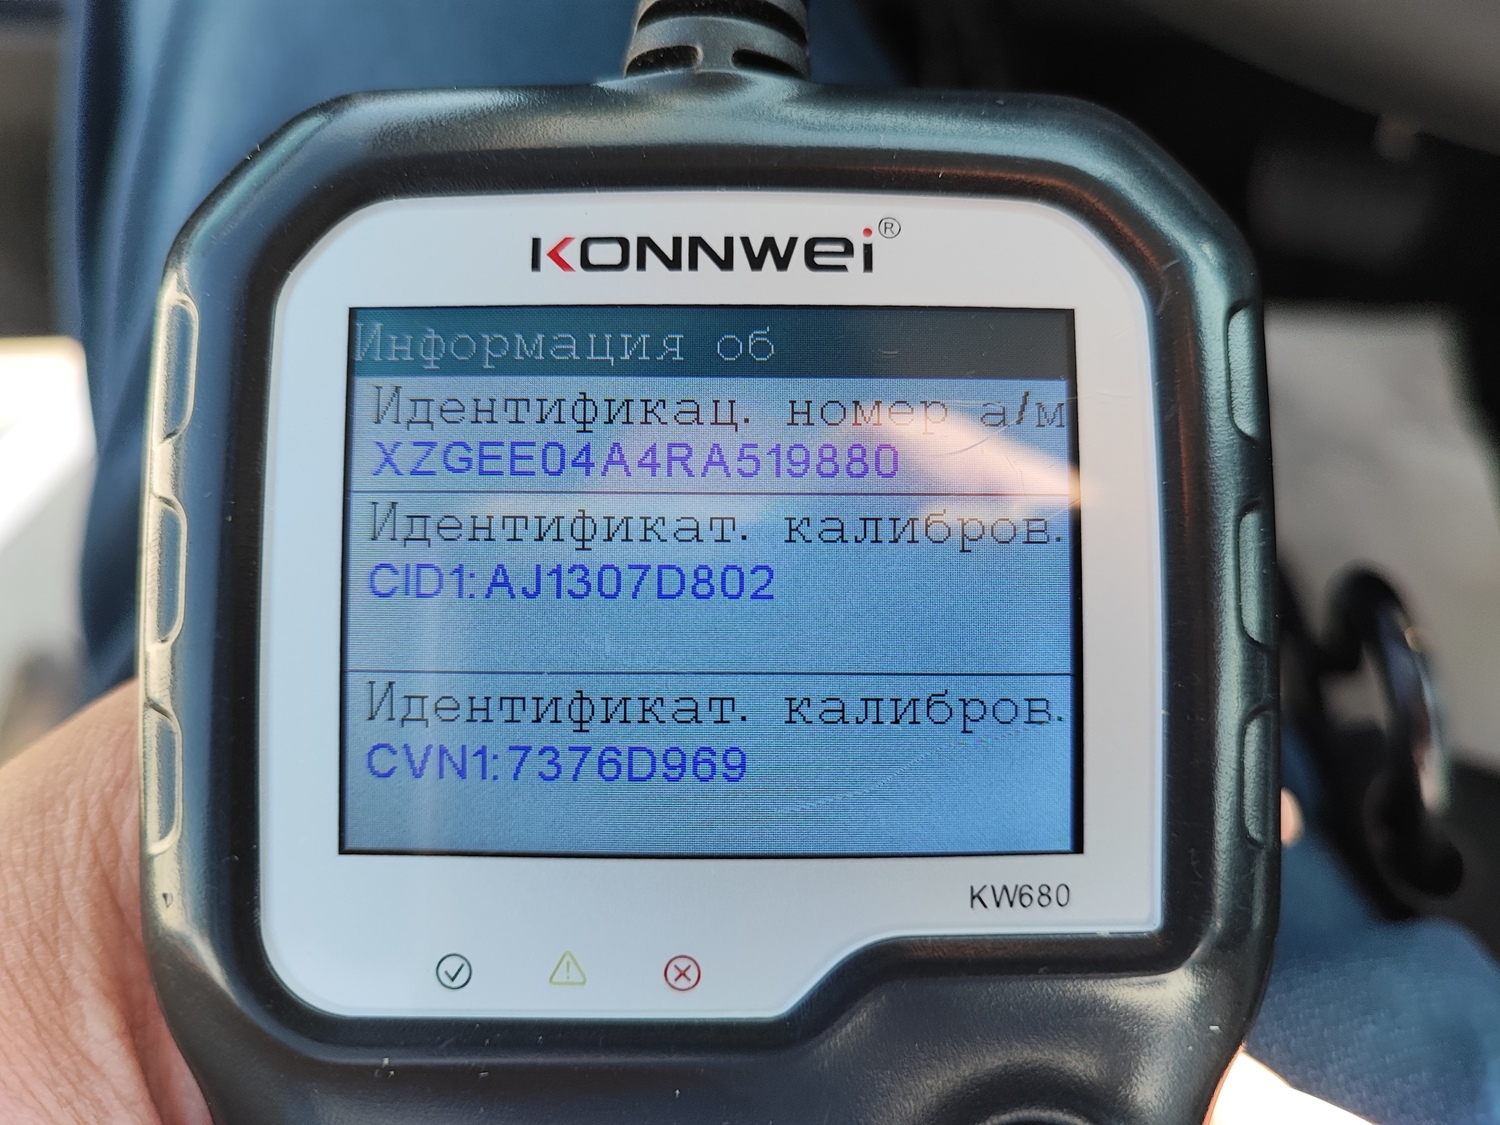 KONNWEI®
Информация об
Идентификац. номер а/м
XZGEE04A4RA519880
Идентификат. калибров.
CID1:AJ1307D802
Идентификат. калибров.
CVN1:7376D969
KW680